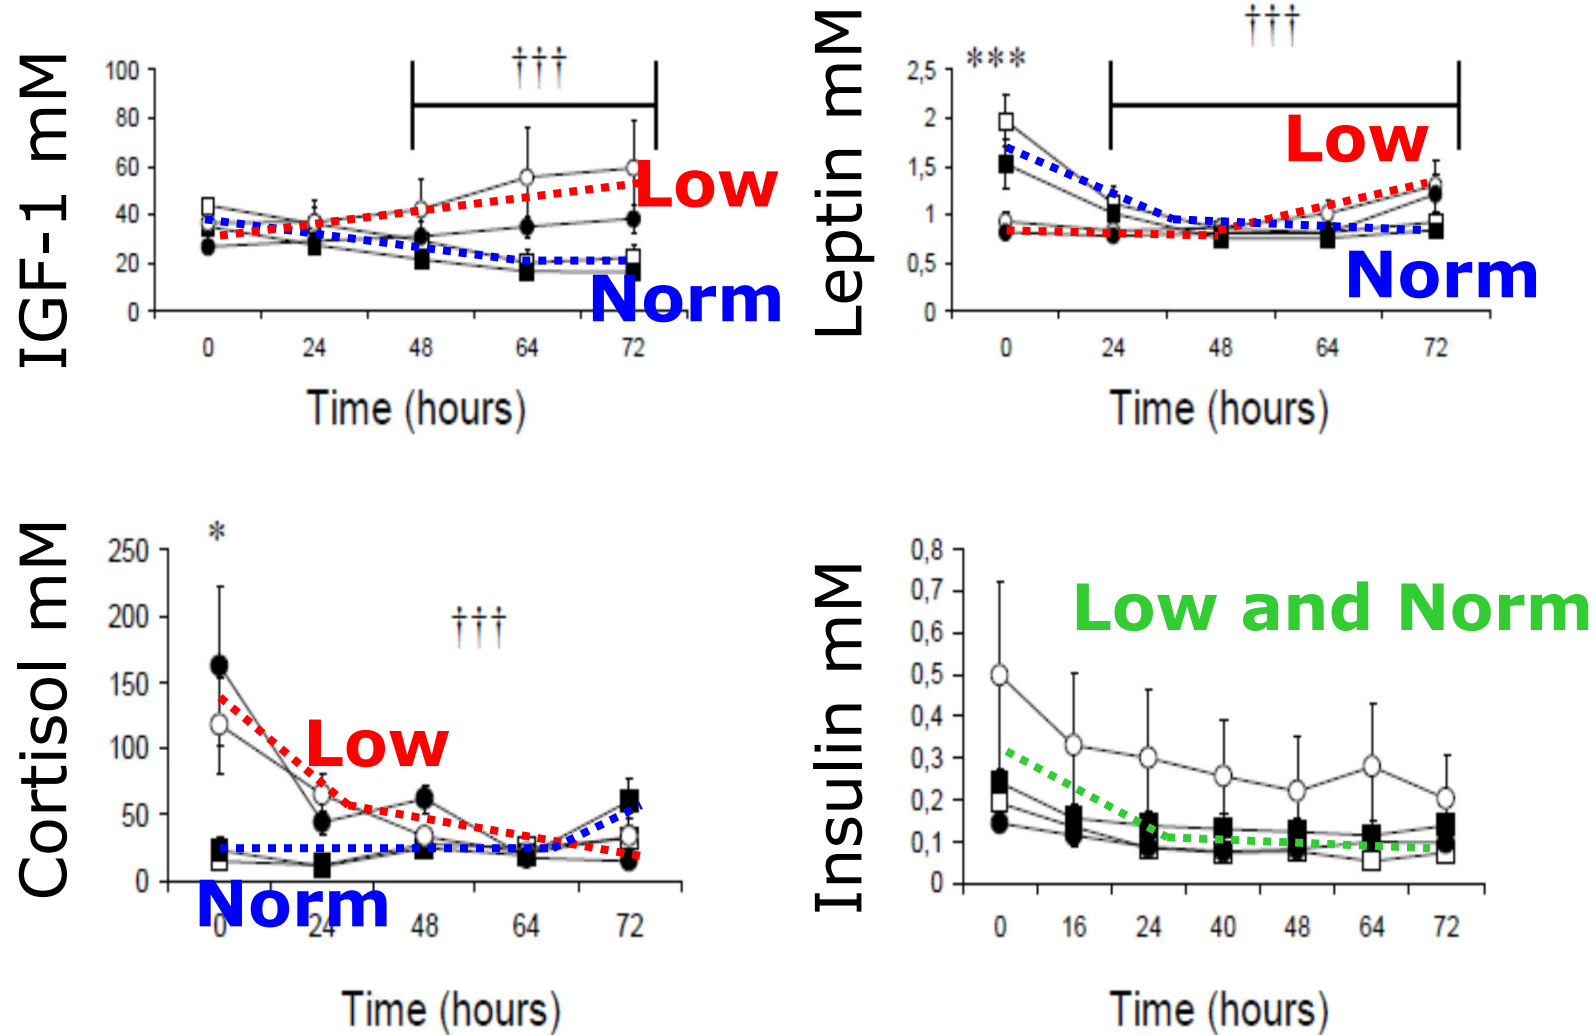 IGF-1 mM
†††
100
80
60
40
20
0
Low
Norm
0 24 48 64 72
Time (hours)
Leptin mM
***
†††
2,5
2
1,5
1
0,5
0
Low
Norm
0 24 48 64 72
Time (hours)
Cortisol mM
*
†††
250
200
150
100
50
0
Low
Norm
0 24 48 64 72
Time (hours)
Insulin mM
0,8
0,7
0,6
0,5
0,4
0,3
0,2
0,1
0
Low and Norm
0 16 24 40 48 64 72
Time (hours)